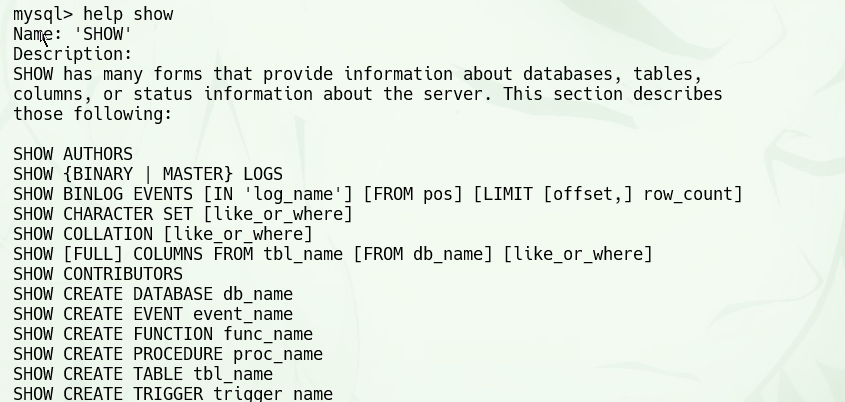 mysql> help show
Name: 'SHOW'
Description:
SHOW has many forms that provide information about databases, tables,
columns, or status information about the server. This section describes
those following:
SHOW AUTHORS
SHOW {BINARY | MASTER} LOGS
SHOW BINLOG EVENTS [IN 'log_name'] [FROM pos] [LIMIT [offset,] row_count]
SHOW CHARACTER SET [like_or_where]
SHOW COLLATION [like_or_where]
SHOW [FULL] COLUMNS FROM tbl_name [FROM db_name] [like_or_where]
SHOW CONTRIBUTORS
SHOW CREATE DATABASE db_name
SHOW CREATE EVENT event_name
SHOW CREATE FUNCTION func_name
SHOW CREATE PROCEDURE proc_name
SHOW CREATE TABLE tbl_name
SHOW CREATE TRIGGER trigger_name